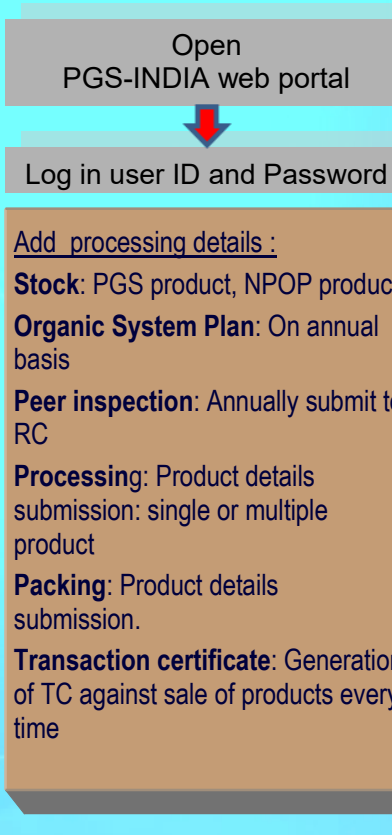 Open
PGS-INDIA web portal
Log in user ID and Password
Add processing details :
Stock: PGS product, NPOP produc
Organic System Plan: On annual
basis
Peer inspection: Annually submit t
RC
Processing: Product details
submission: single or multiple
product
Packing: Product details
submission.
Transaction certificate: Generation
of TC against sale of products every
time